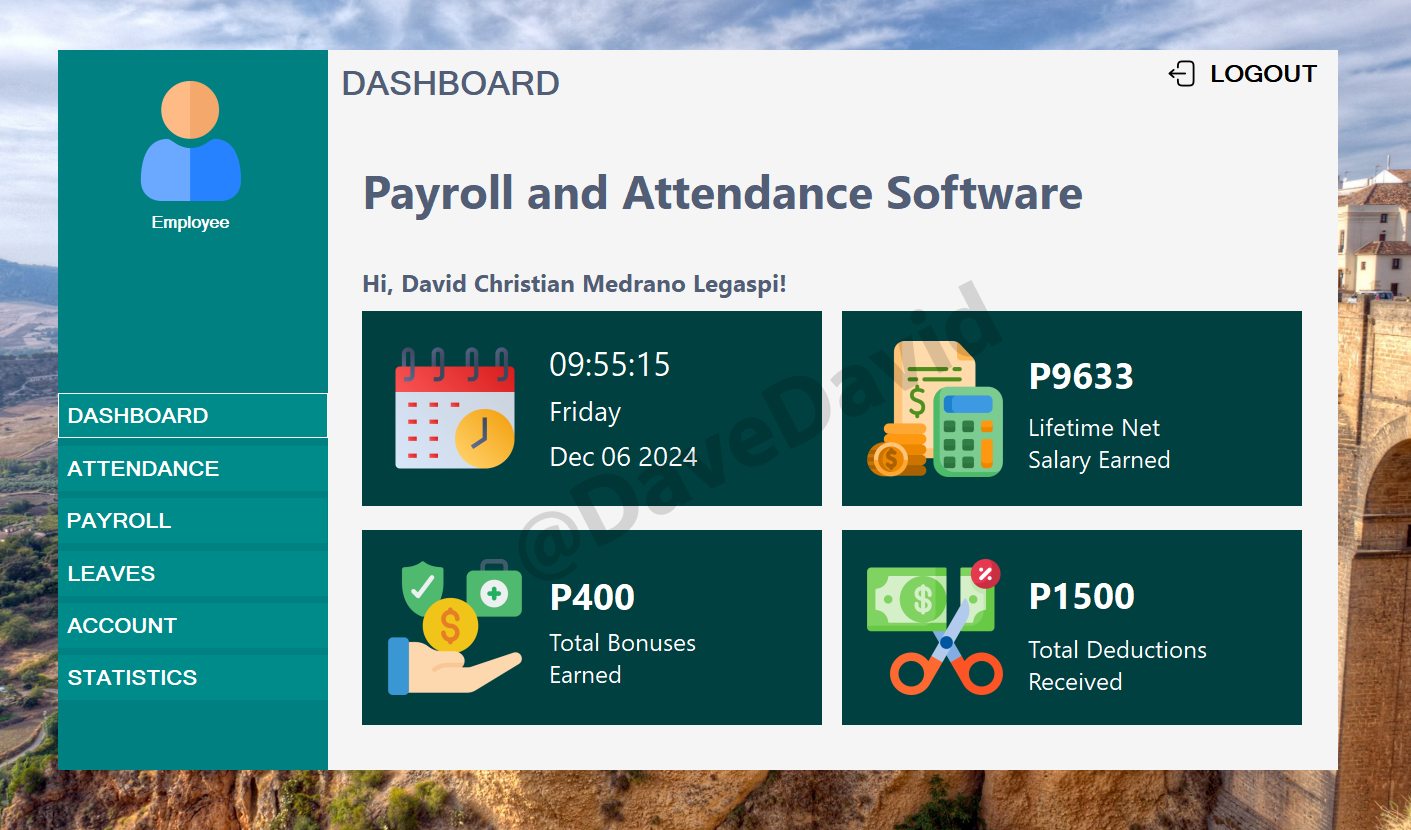 DASHBOARD
LOGOUT
Employee
Payroll and Attendance Software
Hi, David Christian Medrano Legaspi!
DASHBOARD
ATTENDANCE
PAYROLL
LEAVES
ACCOUNT
STATISTICS
09:55:15
Friday
Dec 06 2024
P9633
Lifetime Net
Salary Earned
P400
Total Bonuses
Earned
P1500
Total Deductions
Received
@DaveDavid